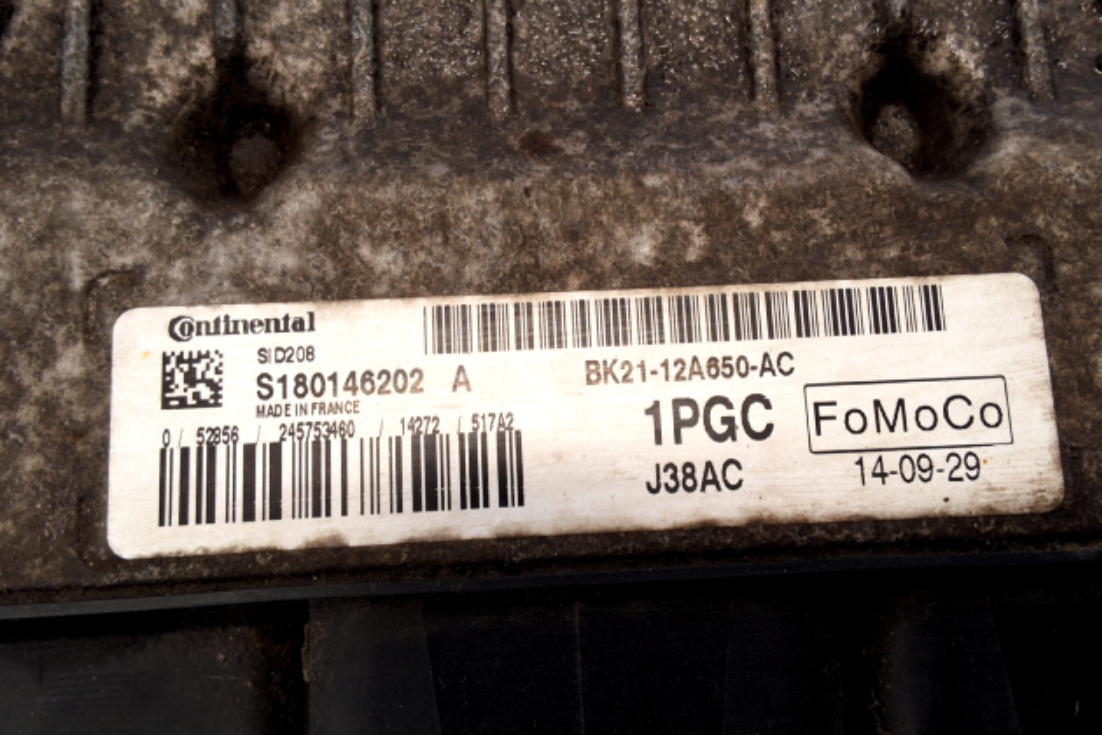 Continental
SID208
S180146202 A
MADE IN FRANCE
0 / 52856 / 245753460 / 14272 / 517A2
BK21-12A650-AC
1PGC
FoMoCo
J38AC
14-09-29